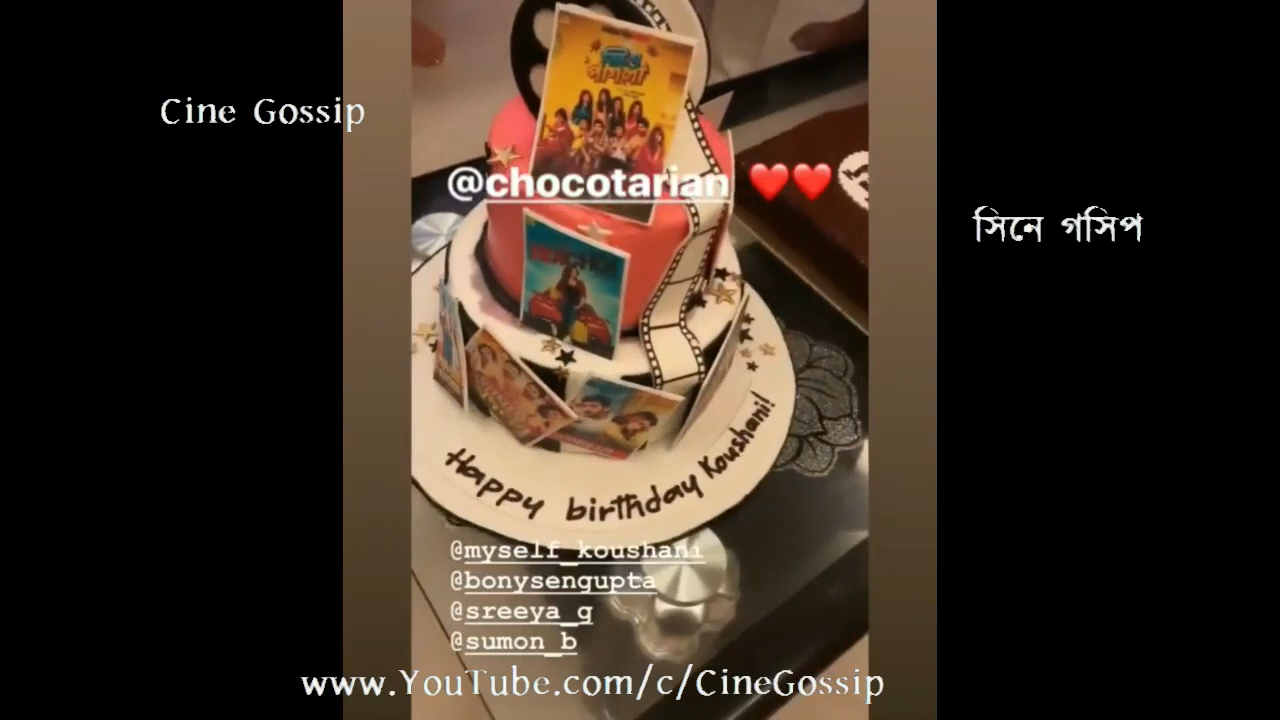 Cine Gossip
@chocotarian
সিনে গসিপ
Happy birthday Koushani!
@myself_koushani
@bonysengupta
@sreeya_g
@sumon_b
www.YouTube.com/c/CineGossip